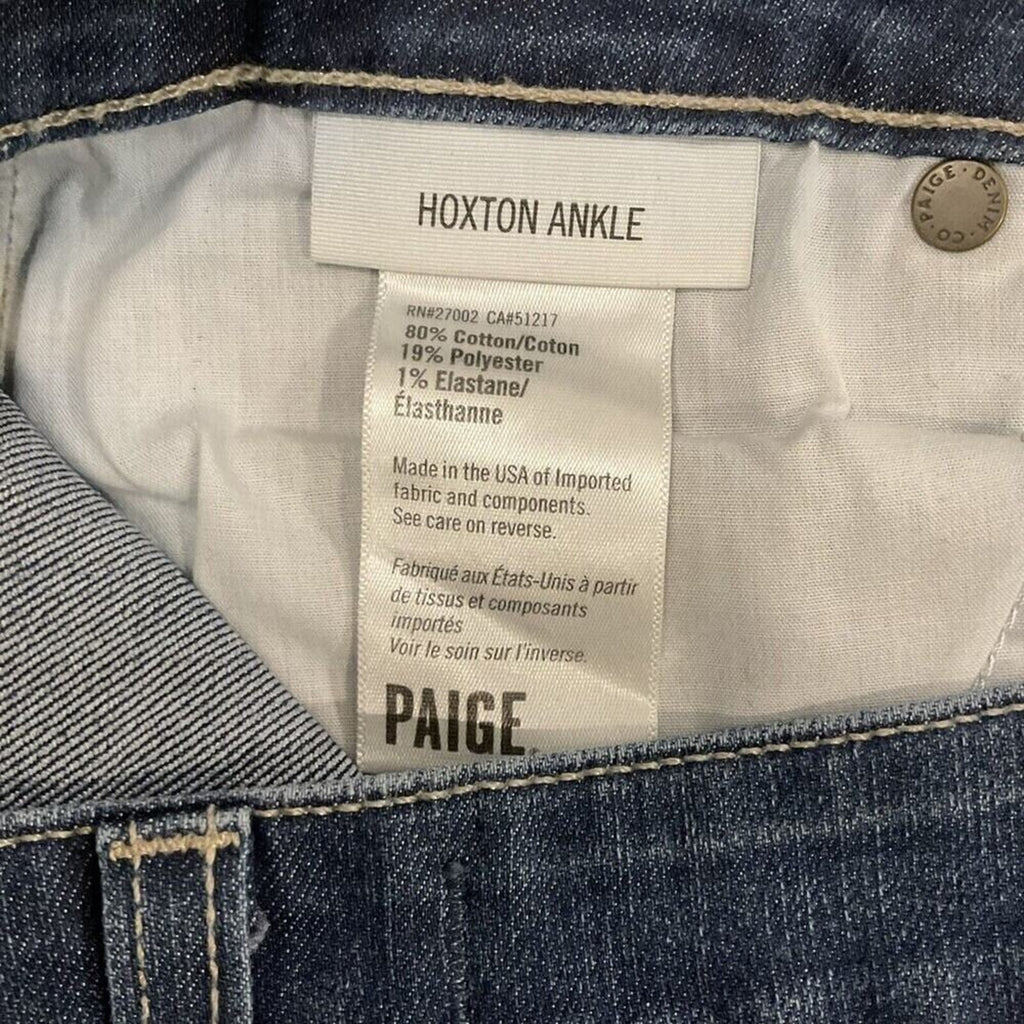 HOXTON ANKLE
PAIGE · DENIM · CO ·
RN#27002 CA#51217
80% Cotton/Coton
19% Polyester
1% Elastane/
Élasthanne
Made in the USA of Imported
fabric and components.
See care on reverse.
Fabriqué aux États-Unis à partir
de tissus et composants
importés
Voir le soin sur l'inverse.
PAIGE